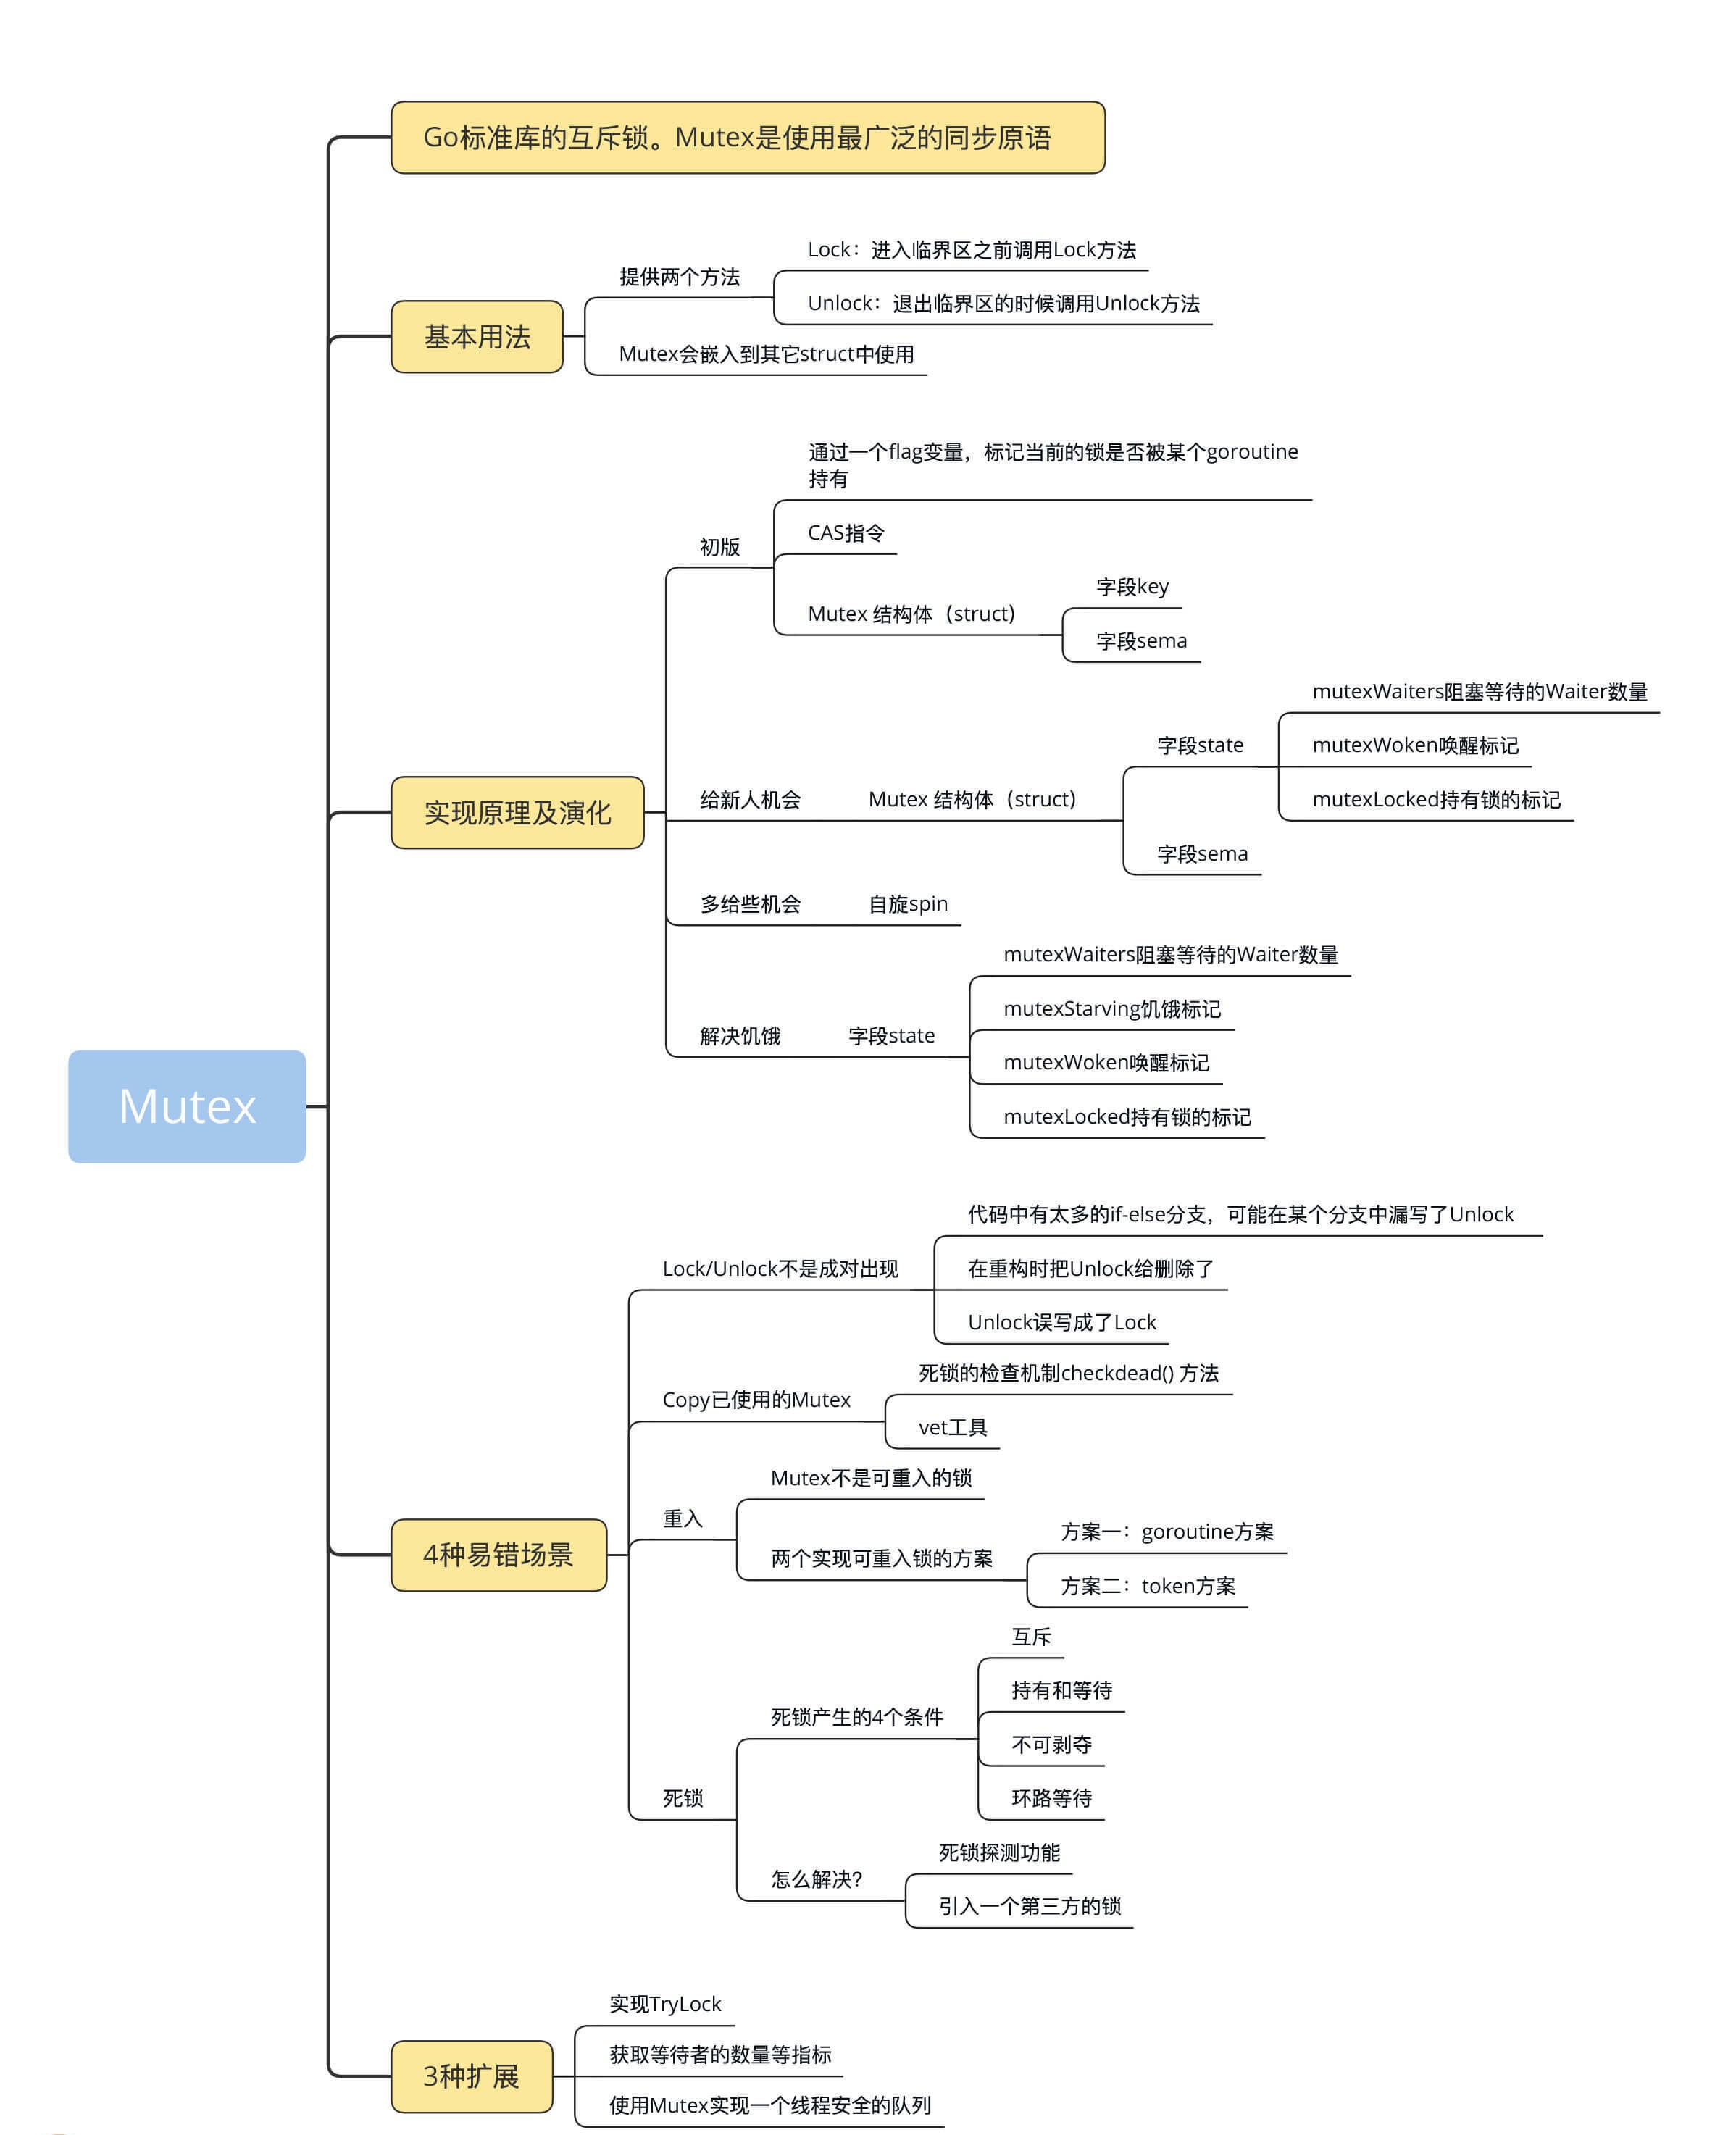 Go标准库的互斥锁。Mutex是使用最广泛的同步原语
Lock：进入临界区之前调用Lock方法
提供两个方法
Unlock：退出临界区的时候调用Unlock方法
基本用法
Mutex会嵌入到其它struct中使用
通过一个flag变量，标记当前的锁是否被某个goroutine
持有
CAS指令
初版
字段key
Mutex 结构体（struct）
字段sema
mutexWaiters阻塞等待的Waiter数量
字段state
mutexWoken唤醒标记
给新人机会
Mutex 结构体（struct）
mutexLocked持有锁的标记
实现原理及演化
字段sema
多给些机会
自旋spin
mutexWaiters阻塞等待的Waiter数量
mutexStarving饥饿标记
解决饥饿
字段state
mutexWoken唤醒标记
mutexLocked持有锁的标记
Mutex
代码中有太多的if-else分支，可能在某个分支中漏写了Unlock
Lock/Unlock不是成对出现
在重构时把Unlock给删除了
Unlock误写成了Lock
死锁的检查机制checkdead() 方法
Copy已使用的Mutex
vet工具
Mutex不是可重入的锁
重入
方案一：goroutine方案
4种易错场景
两个实现可重入锁的方案
方案二：token方案
互斥
持有和等待
死锁产生的4个条件
不可剥夺
环路等待
死锁
死锁探测功能
怎么解决？
引入一个第三方的锁
实现TryLock
获取等待者的数量等指标
3种扩展
使用Mutex实现一个线程安全的队列